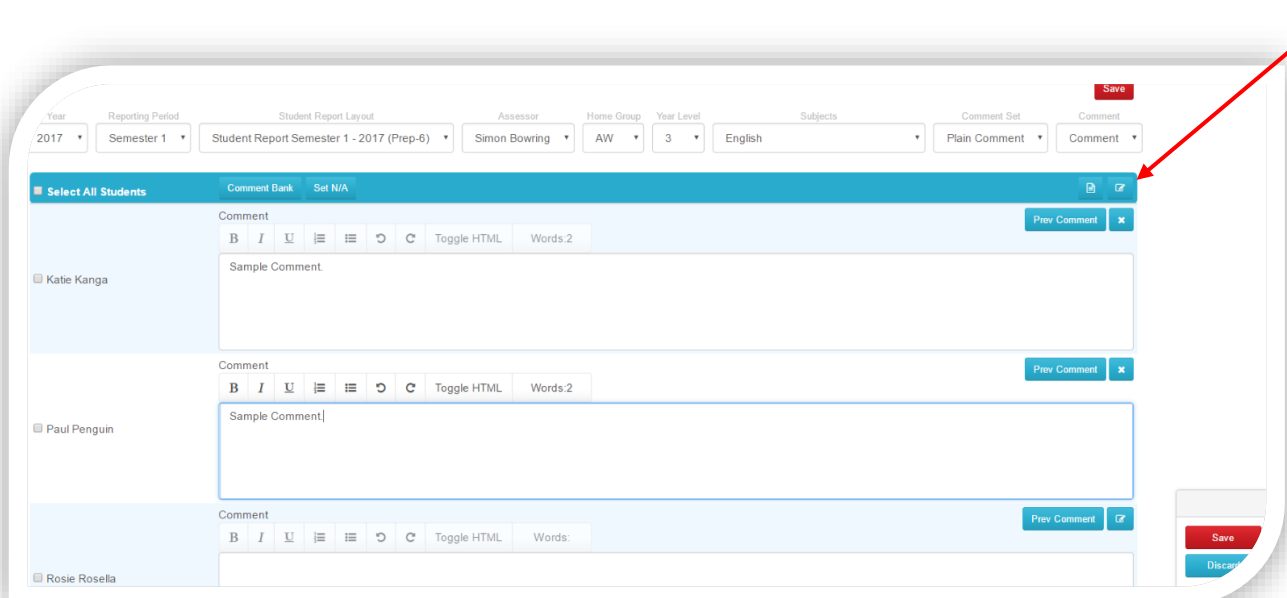 Save
Year Reporting Period Student Report Layout Assessor Home Group Year Level Subjects Comment Set Comment
2017 Semester 1 Student Report Semester 1 - 2017 (Prep-6) Simon Bowring AW 3 English Plain Comment Comment
Select All Students Comment Bank Set N/A
Comment Prev Comment
B I U Toggle HTML Words:2
Sample Comment.
Katie Kanga
Comment Prev Comment
B I U Toggle HTML Words:2
Sample Comment.
Paul Penguin
Comment Prev Comment
B I U Toggle HTML Words:
Save
Discard
Rosie Rosella